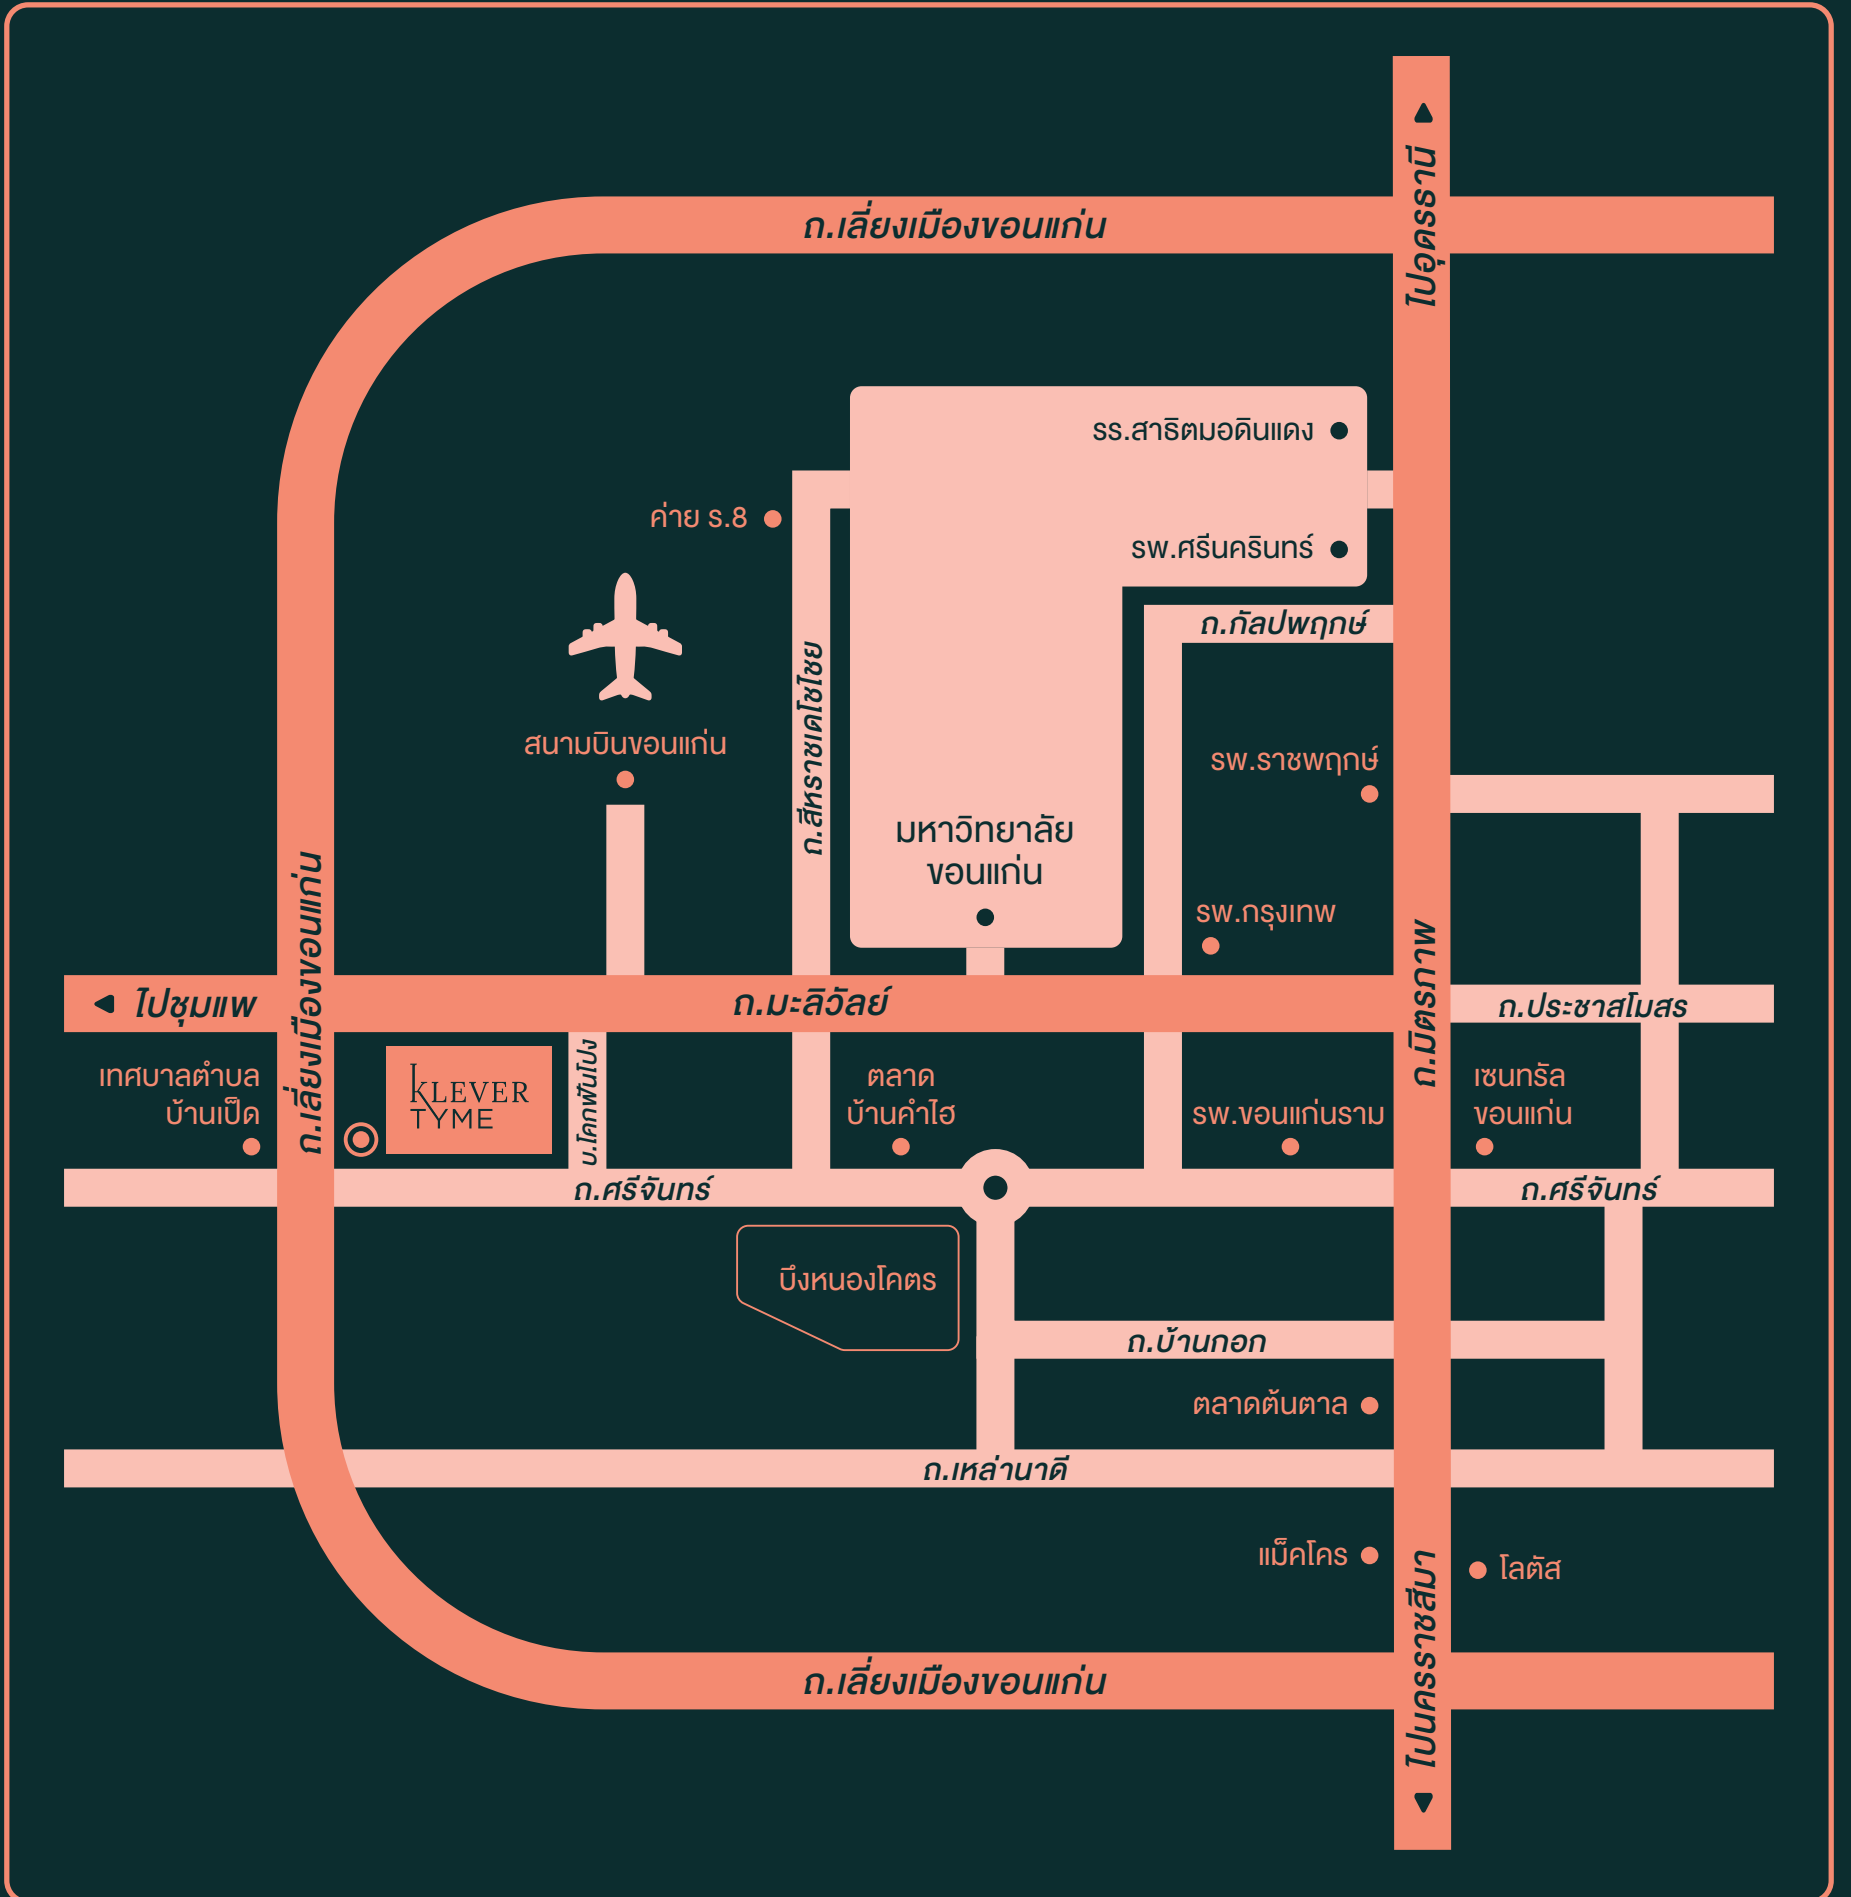 ไปอุดรธานี
ถ.เลี่ยงเมืองขอนแก่น
รร.สาธิตมอดินแดง
ค่าย ร.8
รพ.ศรีนครินทร์
ถ.กัลปพฤกษ์
ถ.สีหราชเดโชไชย
สนามบินขอนแก่น
รพ.ราชพฤกษ์
มหาวิทยาลัย
ขอนแก่น
รพ.กรุงเทพ
ถ.เลี่ยงเมืองขอนแก่น
ถ.มิตรภาพ
ไปชุมแพ
ถ.มะลิวัลย์
ถ.ประชาสโมสร
เทศบาลตำบล
บ้านเป็ด
KLEVER
TYME
บ.โคกฟันโปง
ตลาด
บ้านคำไฮ
รพ.ขอนแก่นราม
เซนทรัล
ขอนแก่น
ถ.ศรีจันทร์
ถ.ศรีจันทร์
บึงหนองโคตร
ถ.บ้านกอก
ตลาดต้นตาล
ถ.เหล่านาดี
แม็คโคร
โลตัส
ถ.เลี่ยงเมืองขอนแก่น
ไปนครราชสีมา